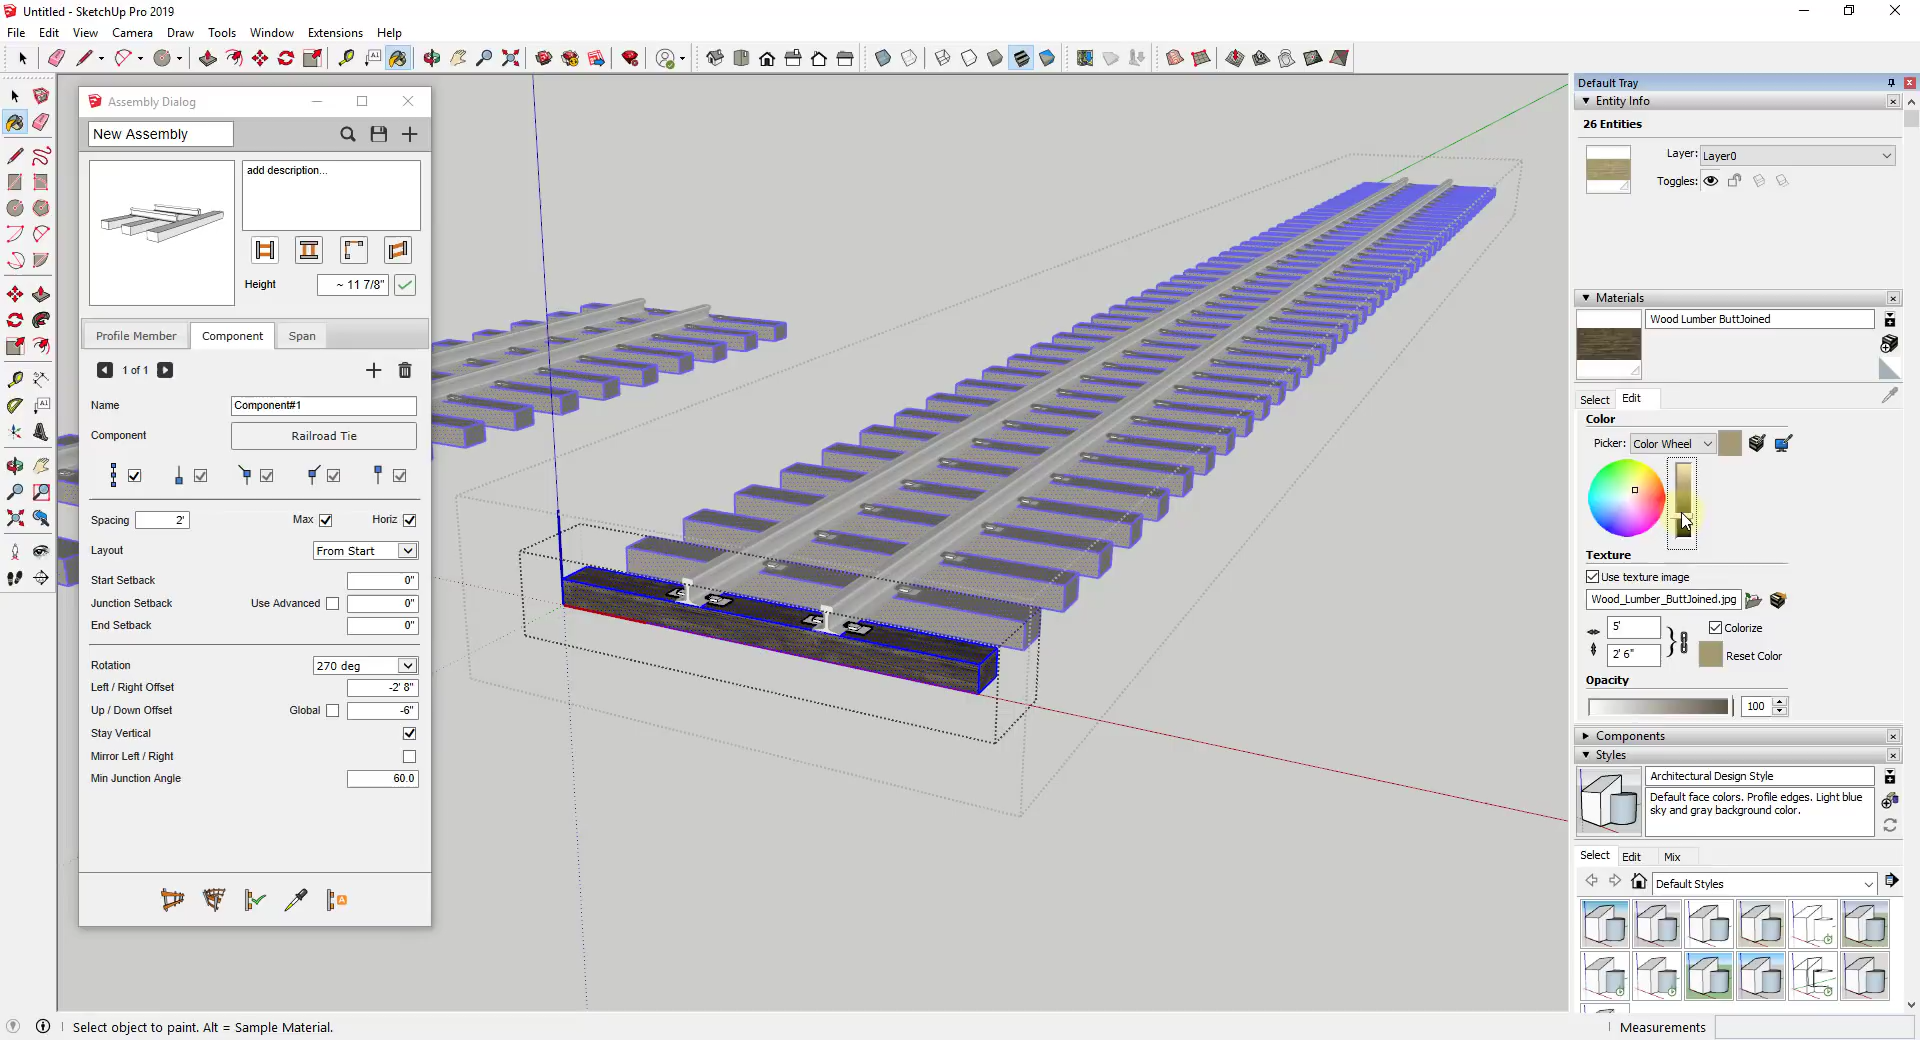 Untitled - SketchUp Pro 2019
File Edit View Camera Draw Tools Window Extensions Help
Assembly Dialog
New Assembly
add description...
Height ~ 11 7/8"
Profile Member Component Span
1 of 1
Name Component#1
Component Railroad Tie
Spacing 2' Max Horiz
Layout From Start
Start Setback 0"
Junction Setback Use Advanced 0"
End Setback 0"
Rotation 270 deg
Left / Right Offset -2' 8"
Up / Down Offset Global -6"
Stay Vertical
Mirror Left / Right
Min Junction Angle 60.0
Default Tray
Entity Info
26 Entities
Layer: Layer0
Toggles:
Materials
Wood Lumber ButtJoined
Select Edit
Color
Picker: Color Wheel
Texture
Use texture image
Wood_Lumber_ButtJoined.jpg
5' Colorize
2' 6" Reset Color
Opacity
100
Components
Styles
Architectural Design Style
Default face colors. Profile edges. Light blue
sky and gray background color.
Select Edit Mix
Default Styles
Select object to paint. Alt = Sample Material.
Measurements